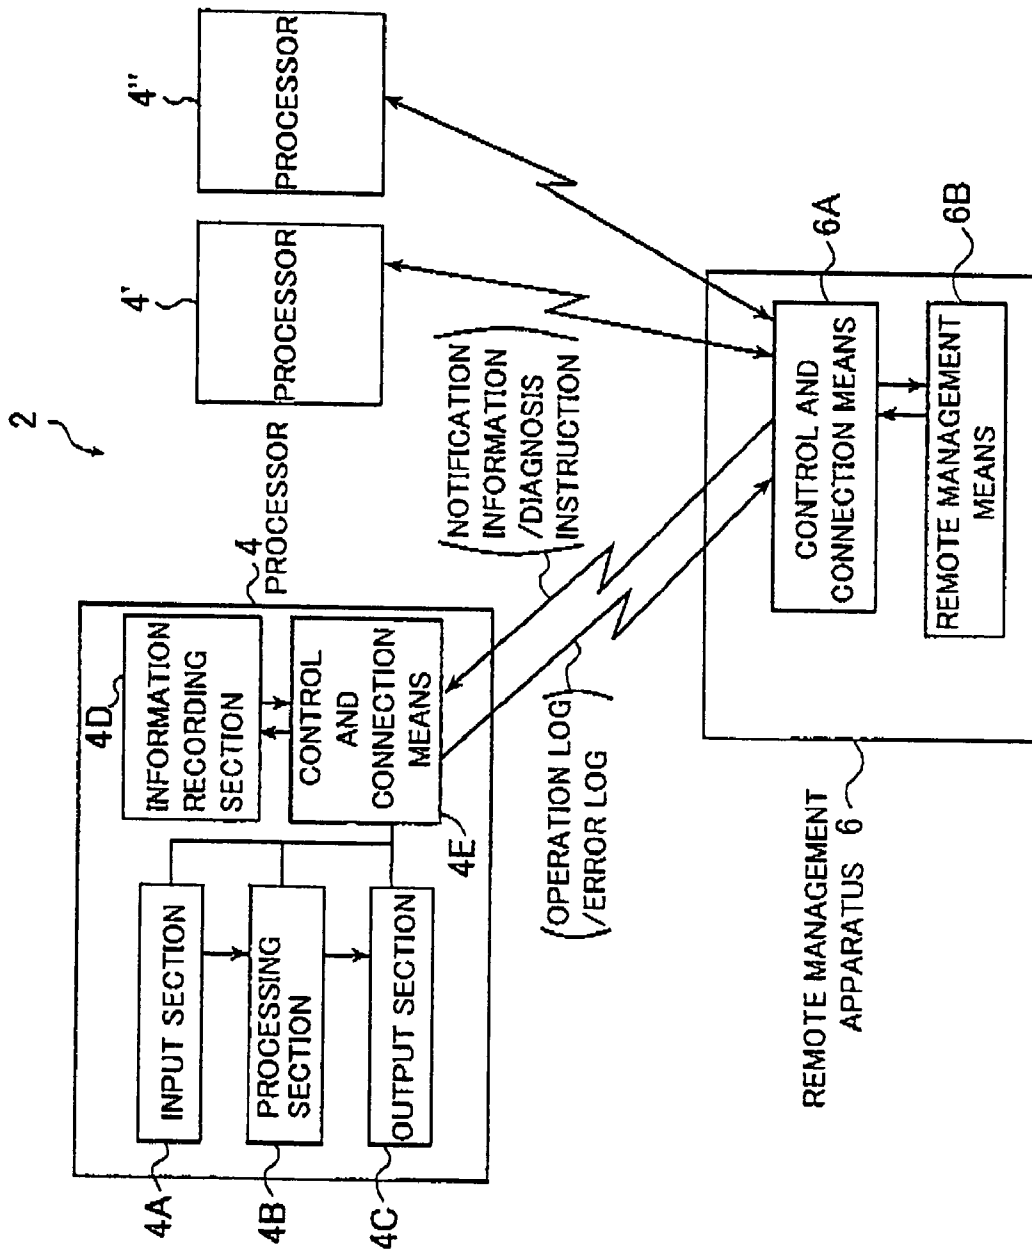 2
4
PROCESSOR
4A
INPUT SECTION
4B
PROCESSING
SECTION
4C
OUTPUT SECTION
4D
INFORMATION
RECORDING
SECTION
4E
CONTROL
AND
CONNECTION
MEANS
4'
PROCESSOR
4"
PROCESSOR
(OPERATION LOG
/ERROR LOG)
(NOTIFICATION
INFORMATION
/DIAGNOSIS
INSTRUCTION)
REMOTE MANAGEMENT
APPARATUS 6
6A
CONTROL AND
CONNECTION MEANS
6B
REMOTE MANAGEMENT
MEANS